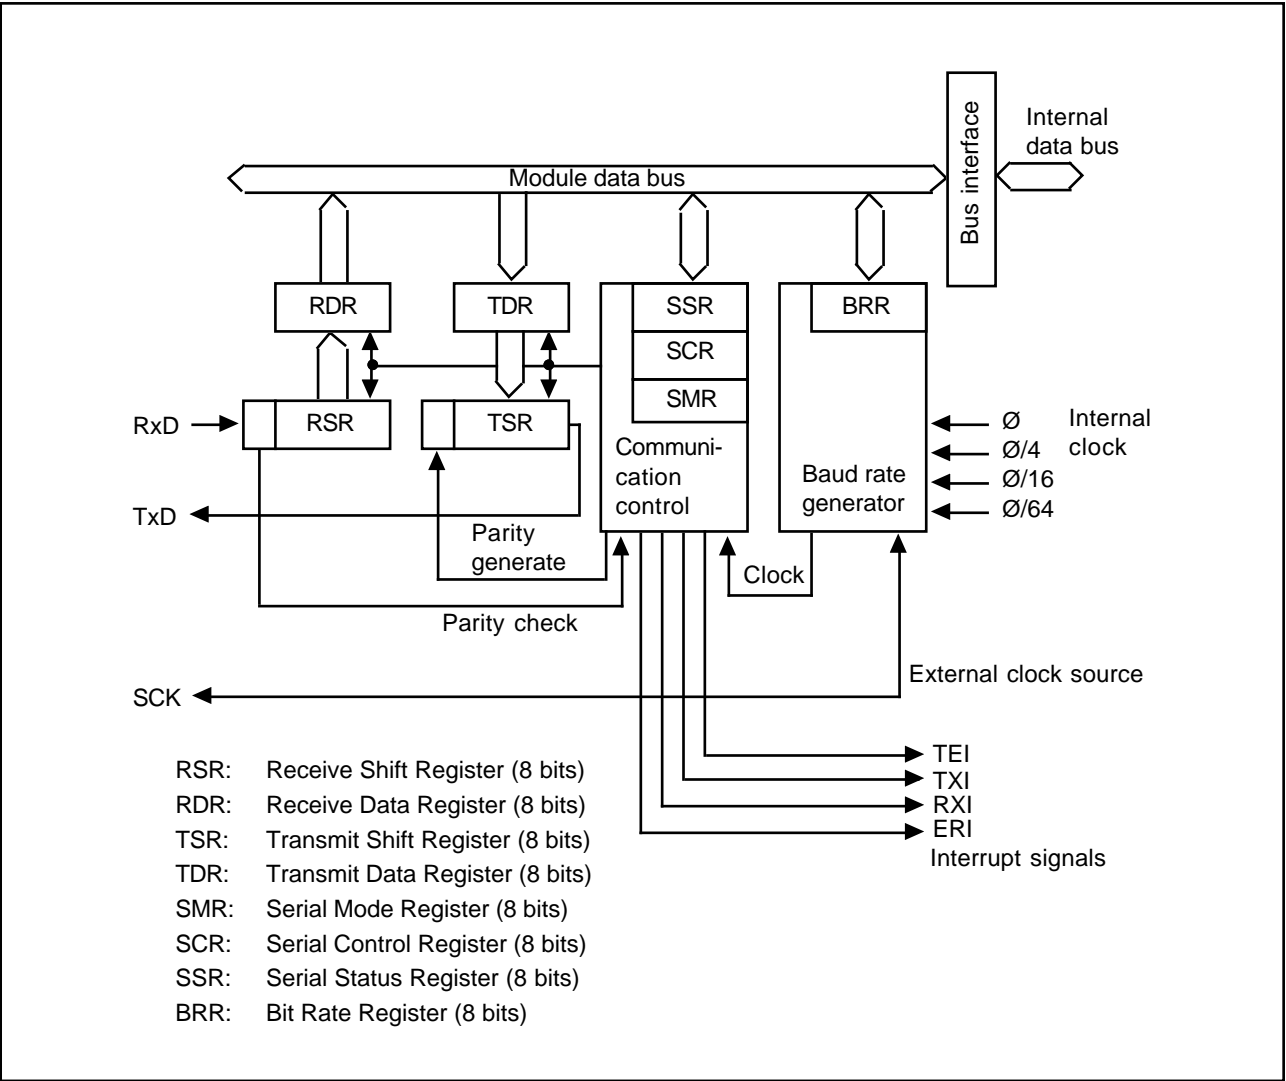 Internal
data bus
Bus interface
Module data bus
RDR
TDR
SSR
BRR
SCR
SMR
RxD
RSR
TSR
Communi-
cation
control
Baud rate
generator
Ø
Ø/4
Ø/16
Ø/64
Internal
clock
TxD
Parity
generate
Clock
Parity check
External clock source
SCK
TEI
TXI
RXI
ERI
Interrupt signals
RSR: Receive Shift Register (8 bits)
RDR: Receive Data Register (8 bits)
TSR: Transmit Shift Register (8 bits)
TDR: Transmit Data Register (8 bits)
SMR: Serial Mode Register (8 bits)
SCR: Serial Control Register (8 bits)
SSR: Serial Status Register (8 bits)
BRR: Bit Rate Register (8 bits)